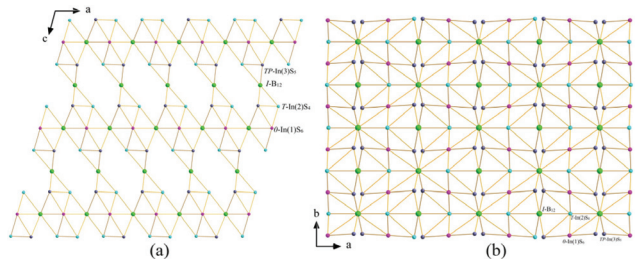 a
c
TP-In(3)S₅
I-B₁₂
T-In(2)S₄
O-In(1)S₆
(a)
b
a
I-B₁₂
T-In(2)S₄
O-In(1)S₆
TP-In(3)S₅
(b)